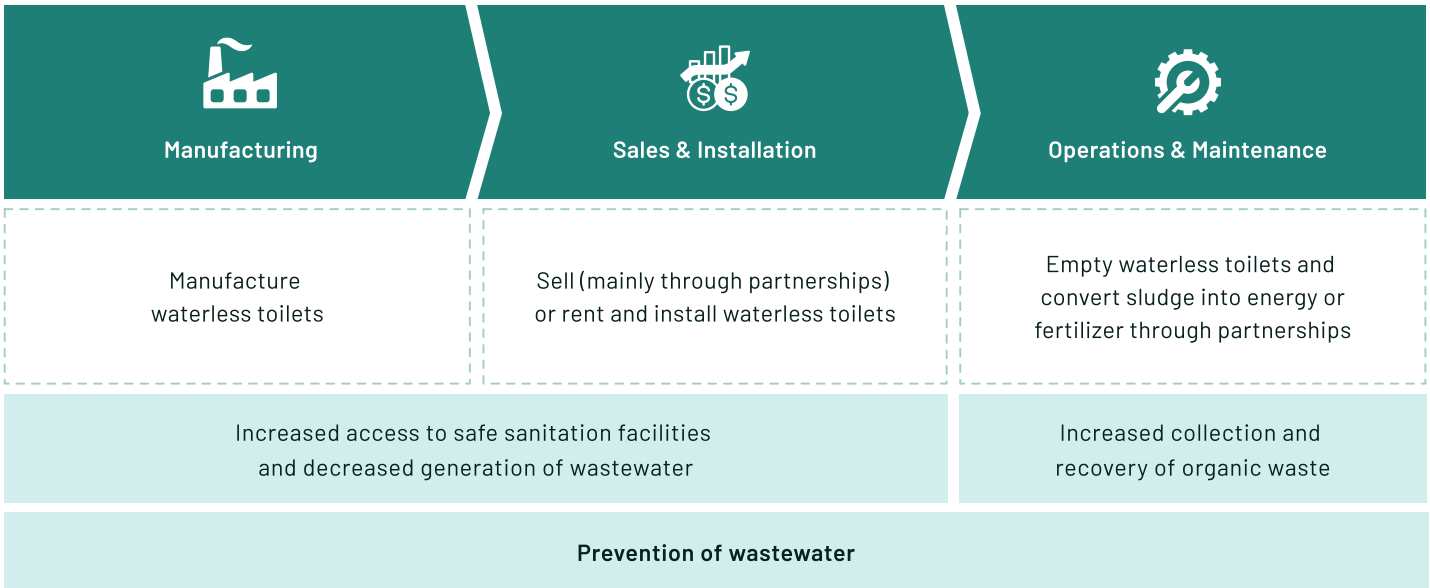 Manufacturing
Sales & Installation
Operations & Maintenance
Manufacture
waterless toilets
Sell (mainly through partnerships)
or rent and install waterless toilets
Empty waterless toilets and
convert sludge into energy or
fertilizer through partnerships
Increased access to safe sanitation facilities
and decreased generation of wastewater
Increased collection and
recovery of organic waste
Prevention of wastewater